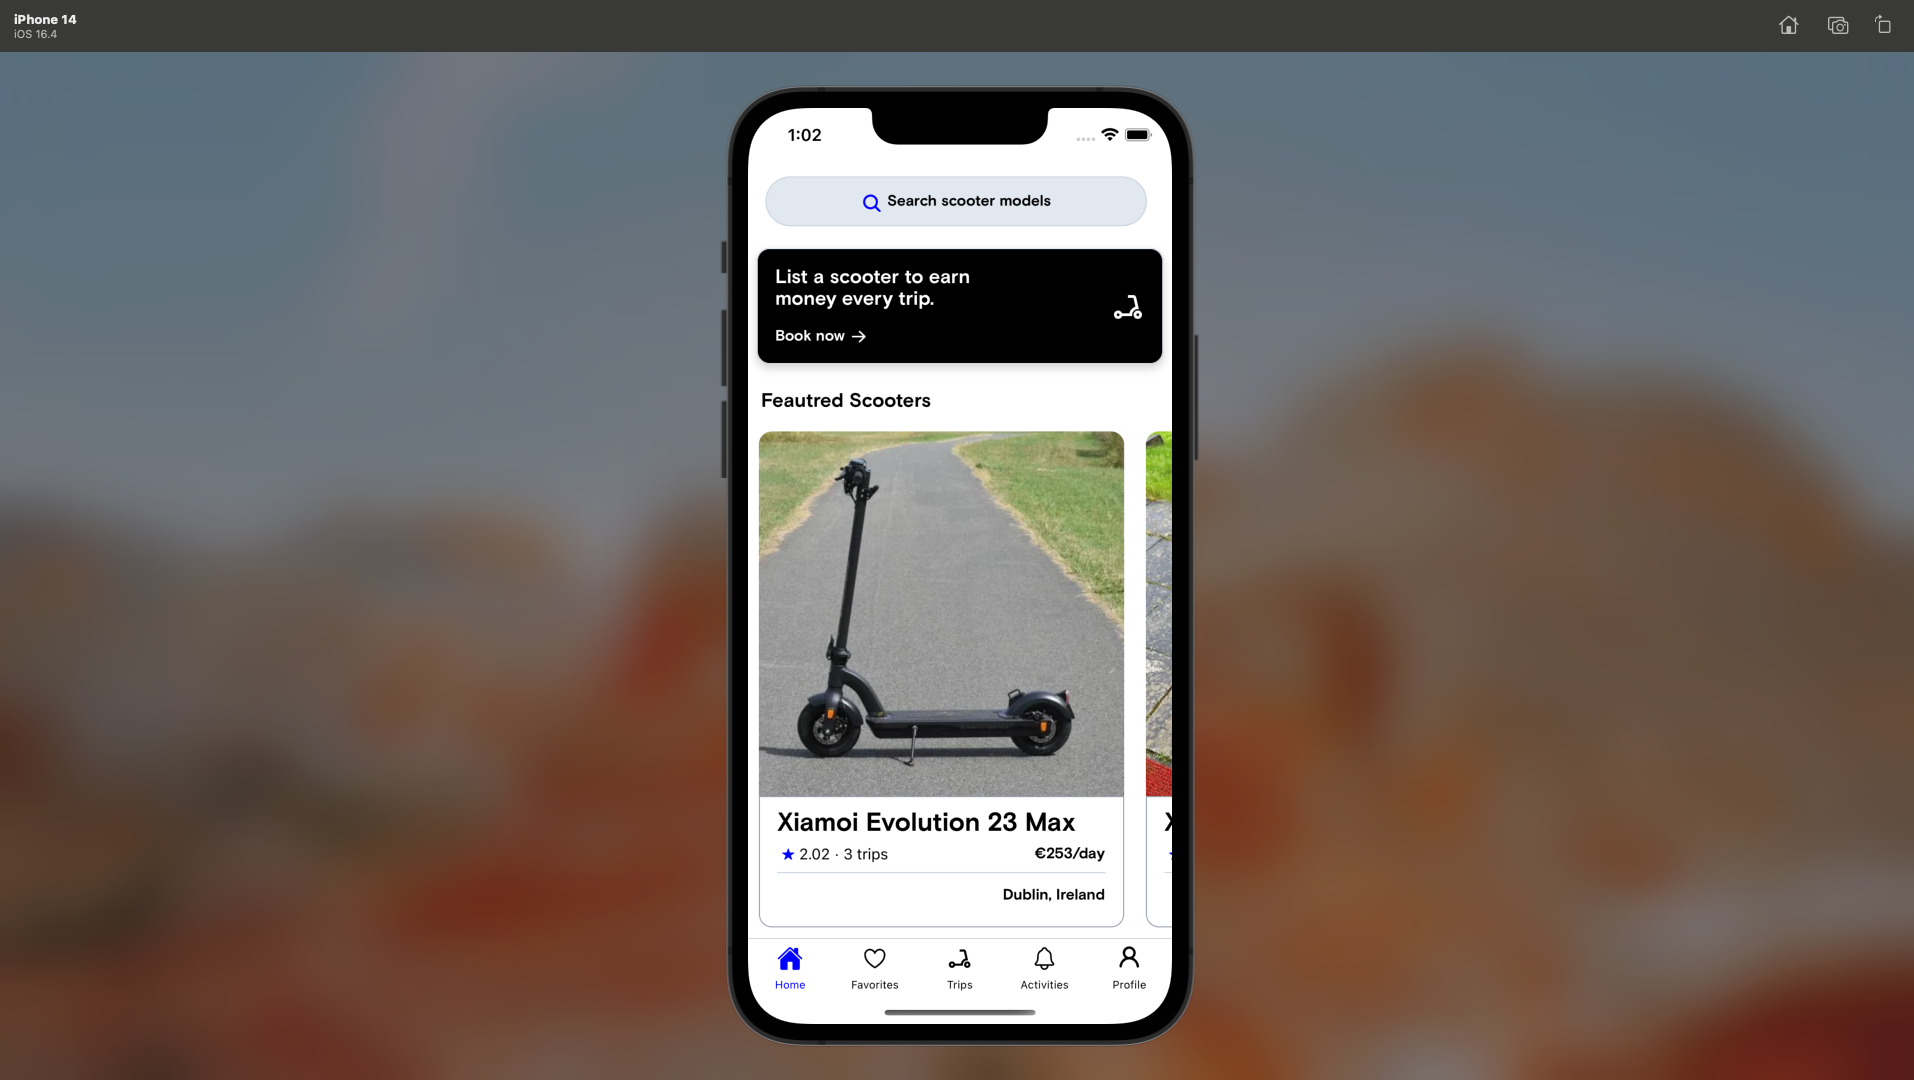 iPhone 14
iOS 16.4
1:02
Search scooter models
List a scooter to earn
money every trip.
Book now →
Feautred Scooters
Xiamoi Evolution 23 Max
X
★ 2.02 · 3 trips
€253/day
Dublin, Ireland
Home
Favorites
Trips
Activities
Profile